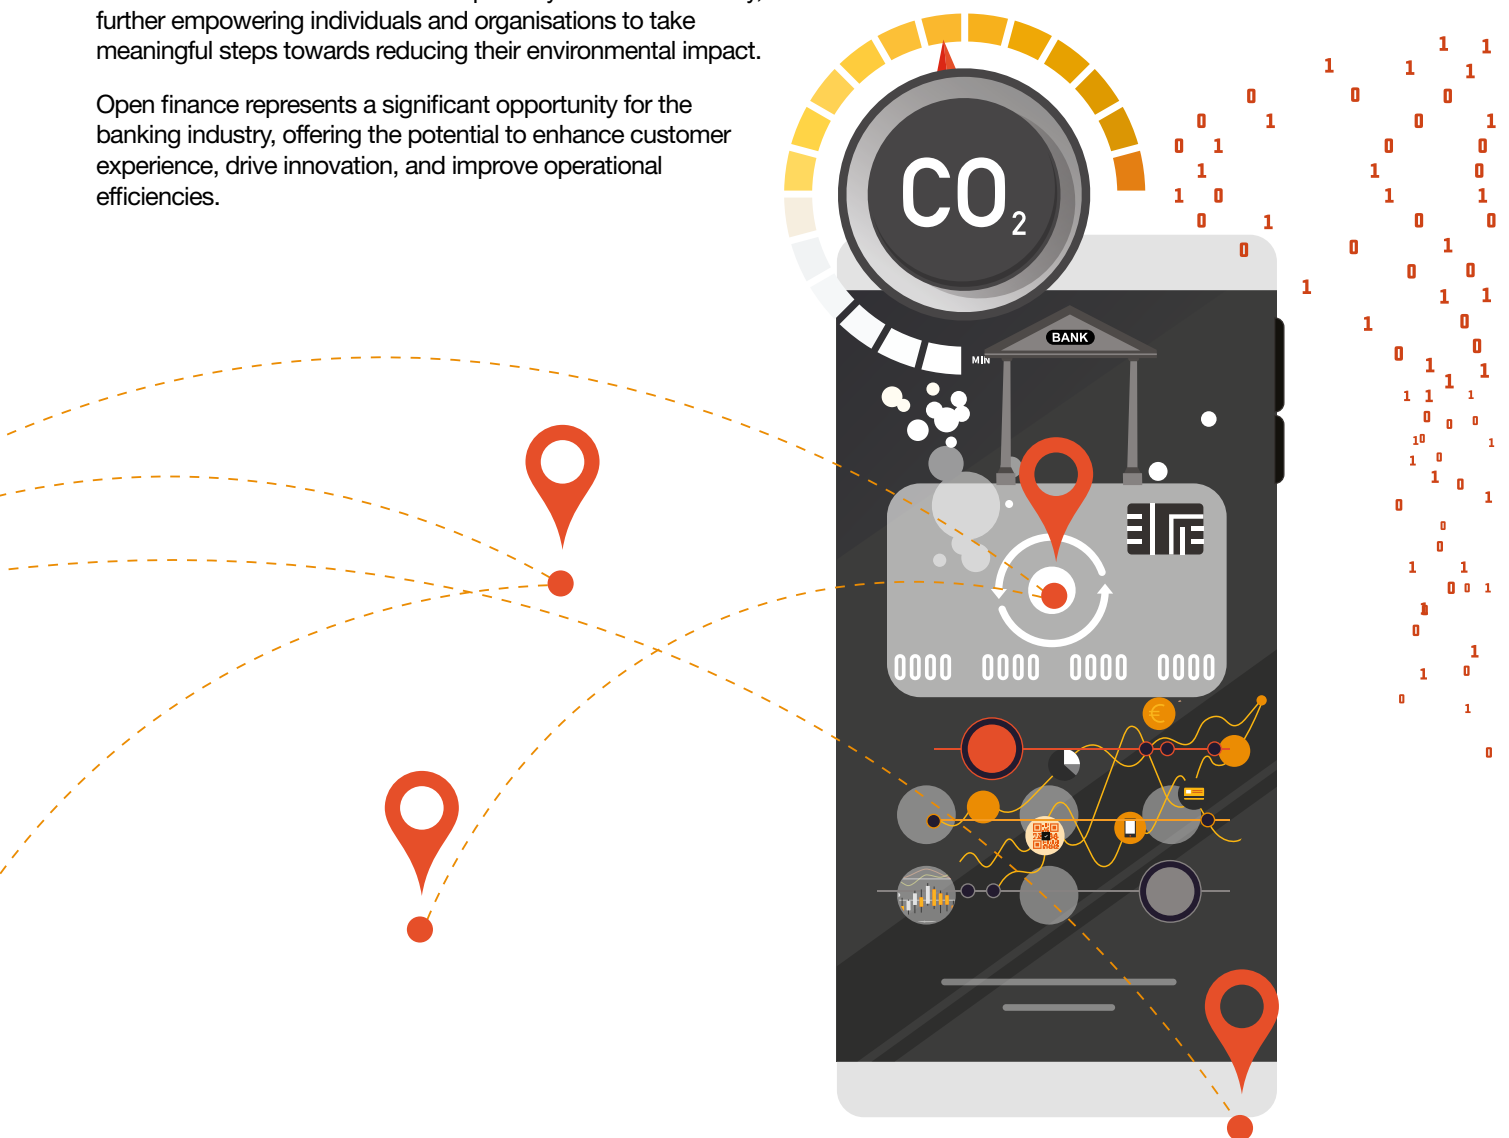 further empowering individuals and organisations to take
meaningful steps towards reducing their environmental impact.
Open finance represents a significant opportunity for the
banking industry, offering the potential to enhance customer
experience, drive innovation, and improve operational
efficiencies.
CO2
MIN
BANK
0000 0000 0000 0000
€